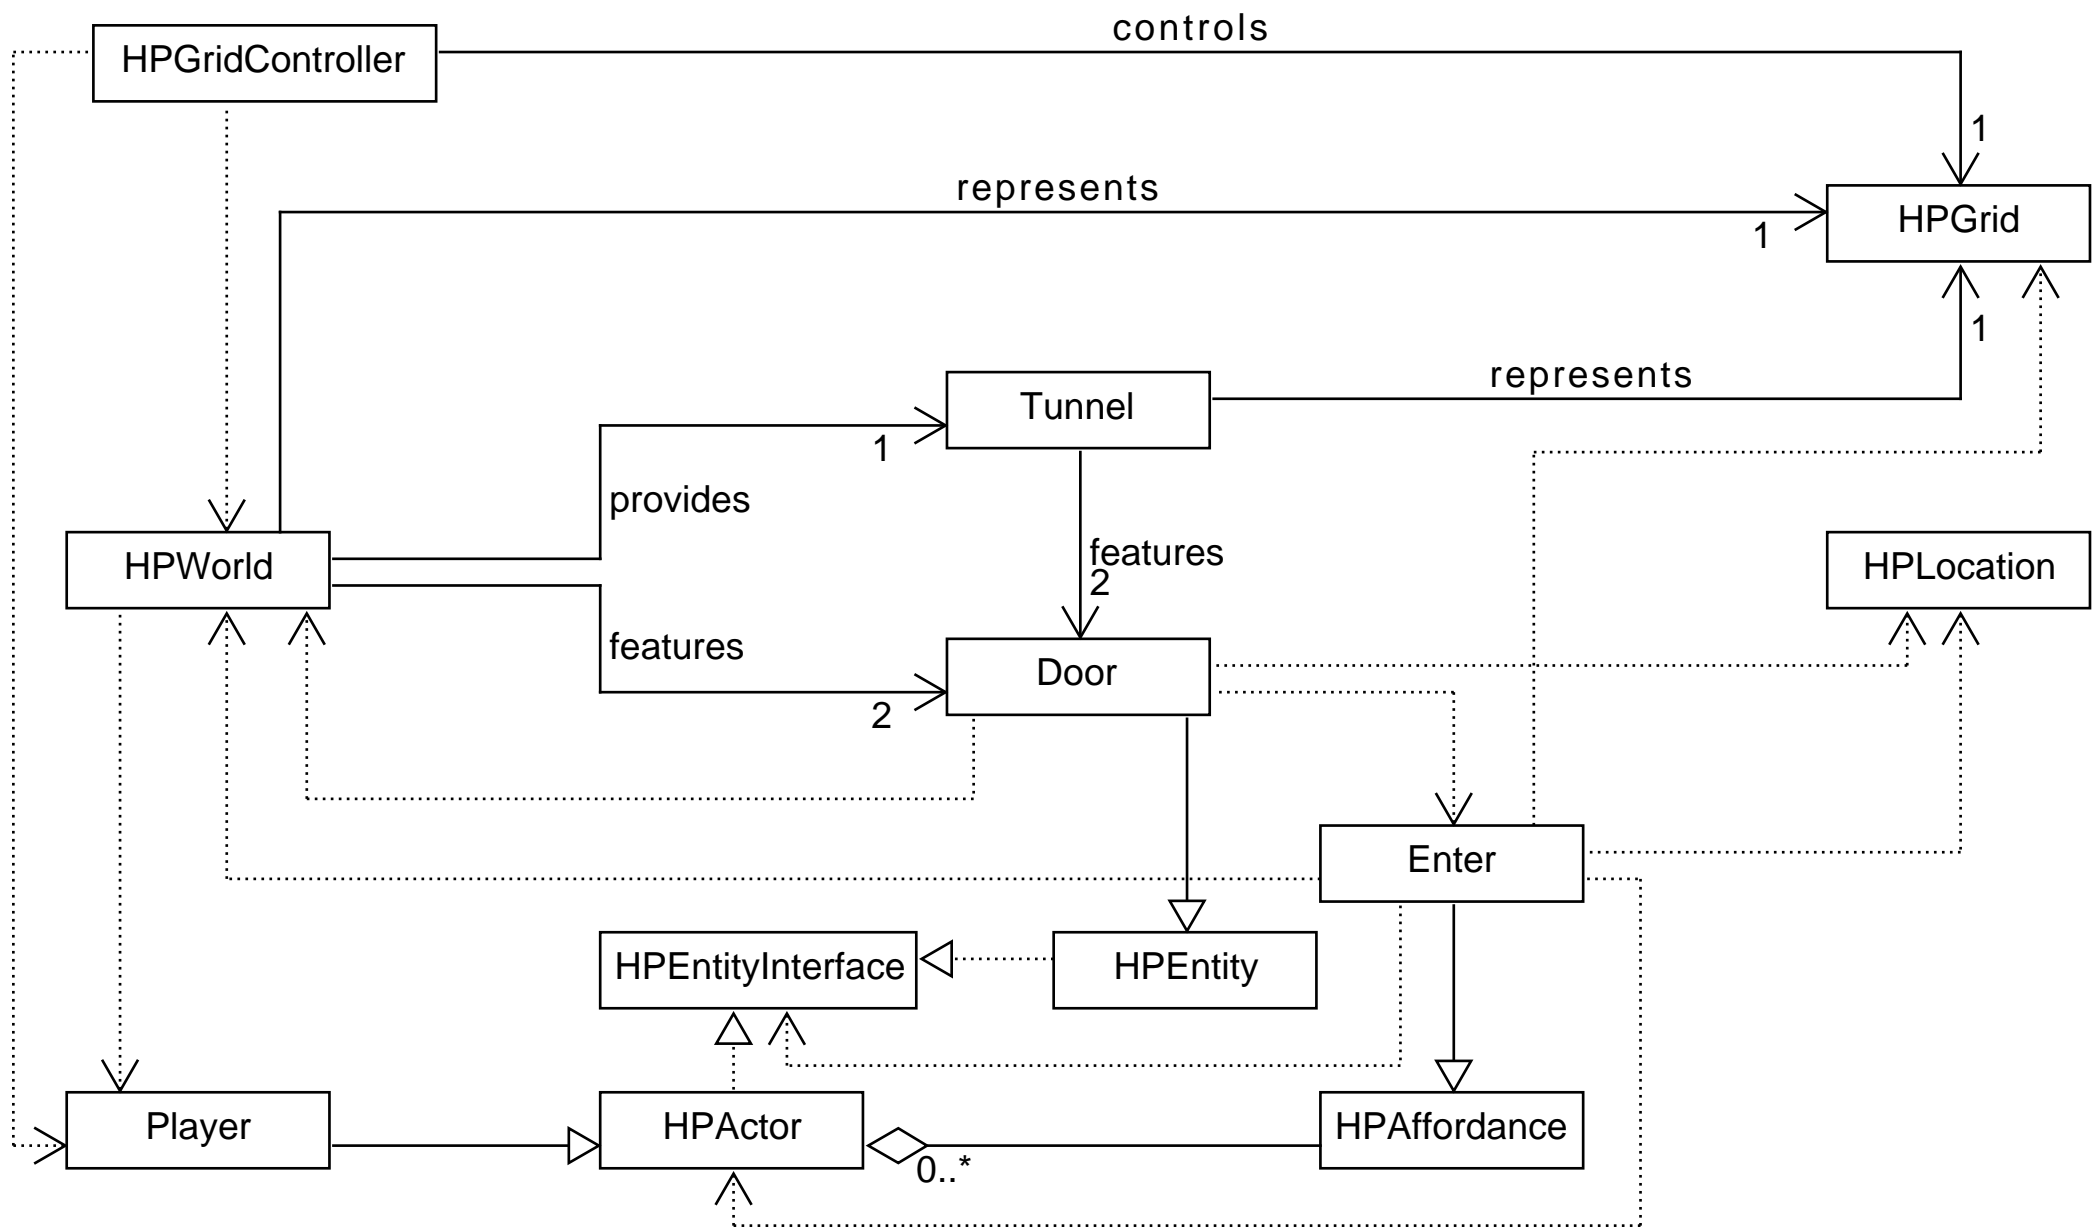 controls
HPGridController
1
represents
HPGrid
1
1
represents
Tunnel
1
provides
features
2
HPWorld
HPLocation
features
Door
2
Enter
HPEntityInterface
HPEntity
Player
HPActor
HPAffordance
0..*